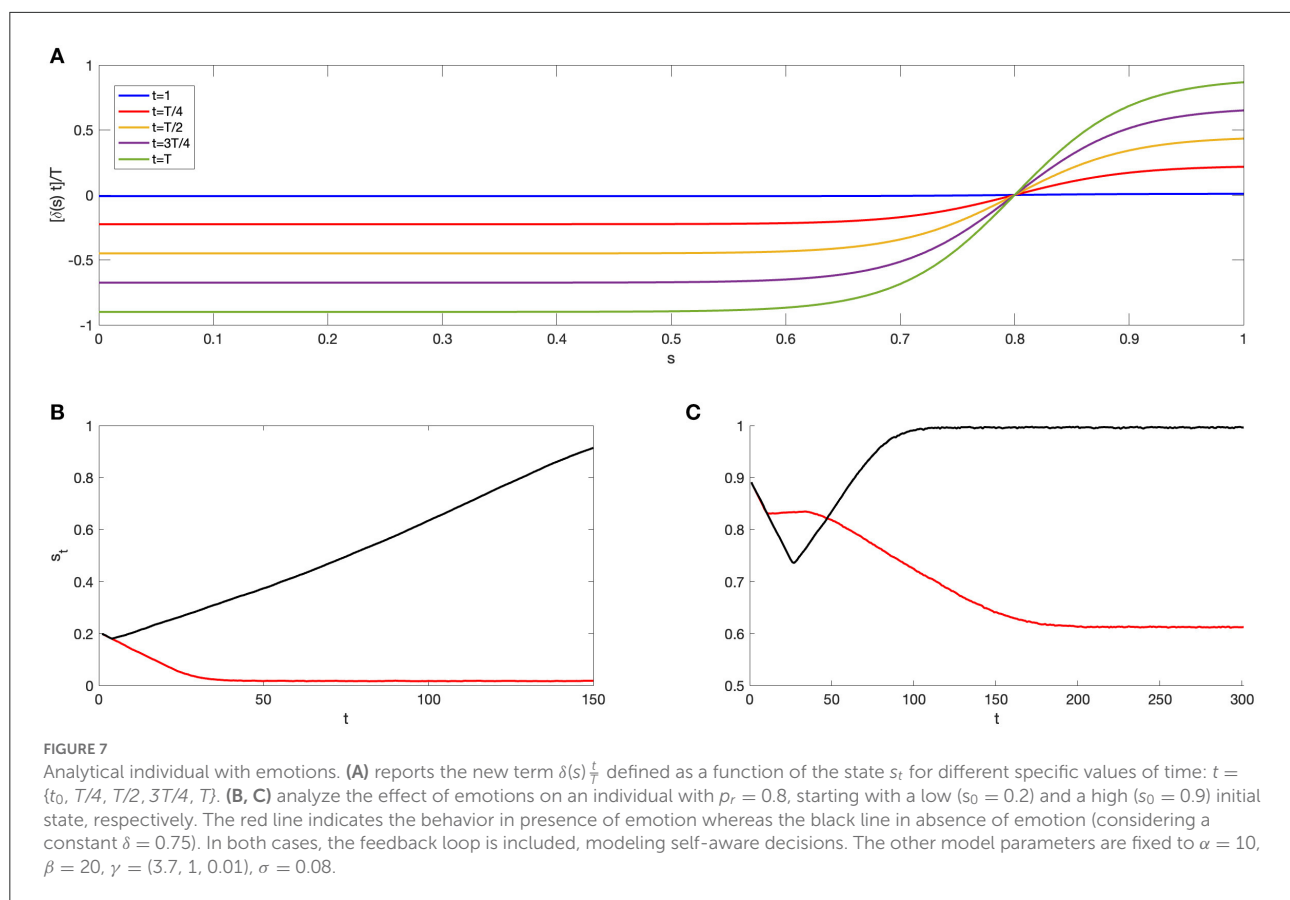 A
1
0.5
0
-0.5
-1
[δ(s) t]/T
t=1
t=T/4
t=T/2
t=3T/4
t=T
0 0.1 0.2 0.3 0.4 0.5 0.6 0.7 0.8 0.9 1
s
B
1
0.8
0.6
0.4
0.2
0
s_t
0 50 100 150
t
C
1
0.9
0.8
0.7
0.6
0.5
0 50 100 150 200 250 300
t
FIGURE 7
Analytical individual with emotions. (A) reports the new term δ(s) t/T defined as a function of the state s_t for different specific values of time: t =
{t_0, T/4, T/2, 3T/4, T}. (B, C) analyze the effect of emotions on an individual with p_r = 0.8, starting with a low (s_0 = 0.2) and a high (s_0 = 0.9) initial
state, respectively. The red line indicates the behavior in presence of emotion whereas the black line in absence of emotion (considering a
constant δ = 0.75). In both cases, the feedback loop is included, modeling self-aware decisions. The other model parameters are fixed to α = 10,
β = 20, γ = (3.7, 1, 0.01), σ = 0.08.